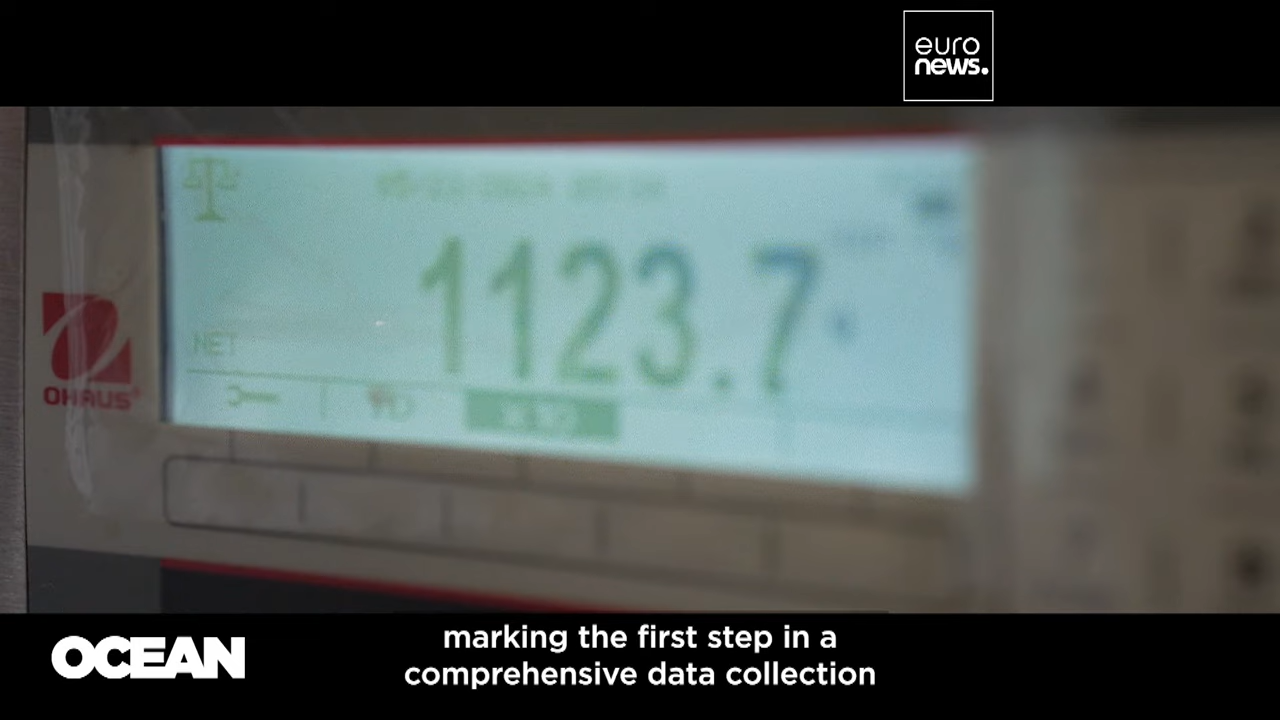 euro
news.
1123.7
NET
OHAUS
OCEAN
marking the first step in a
comprehensive data collection